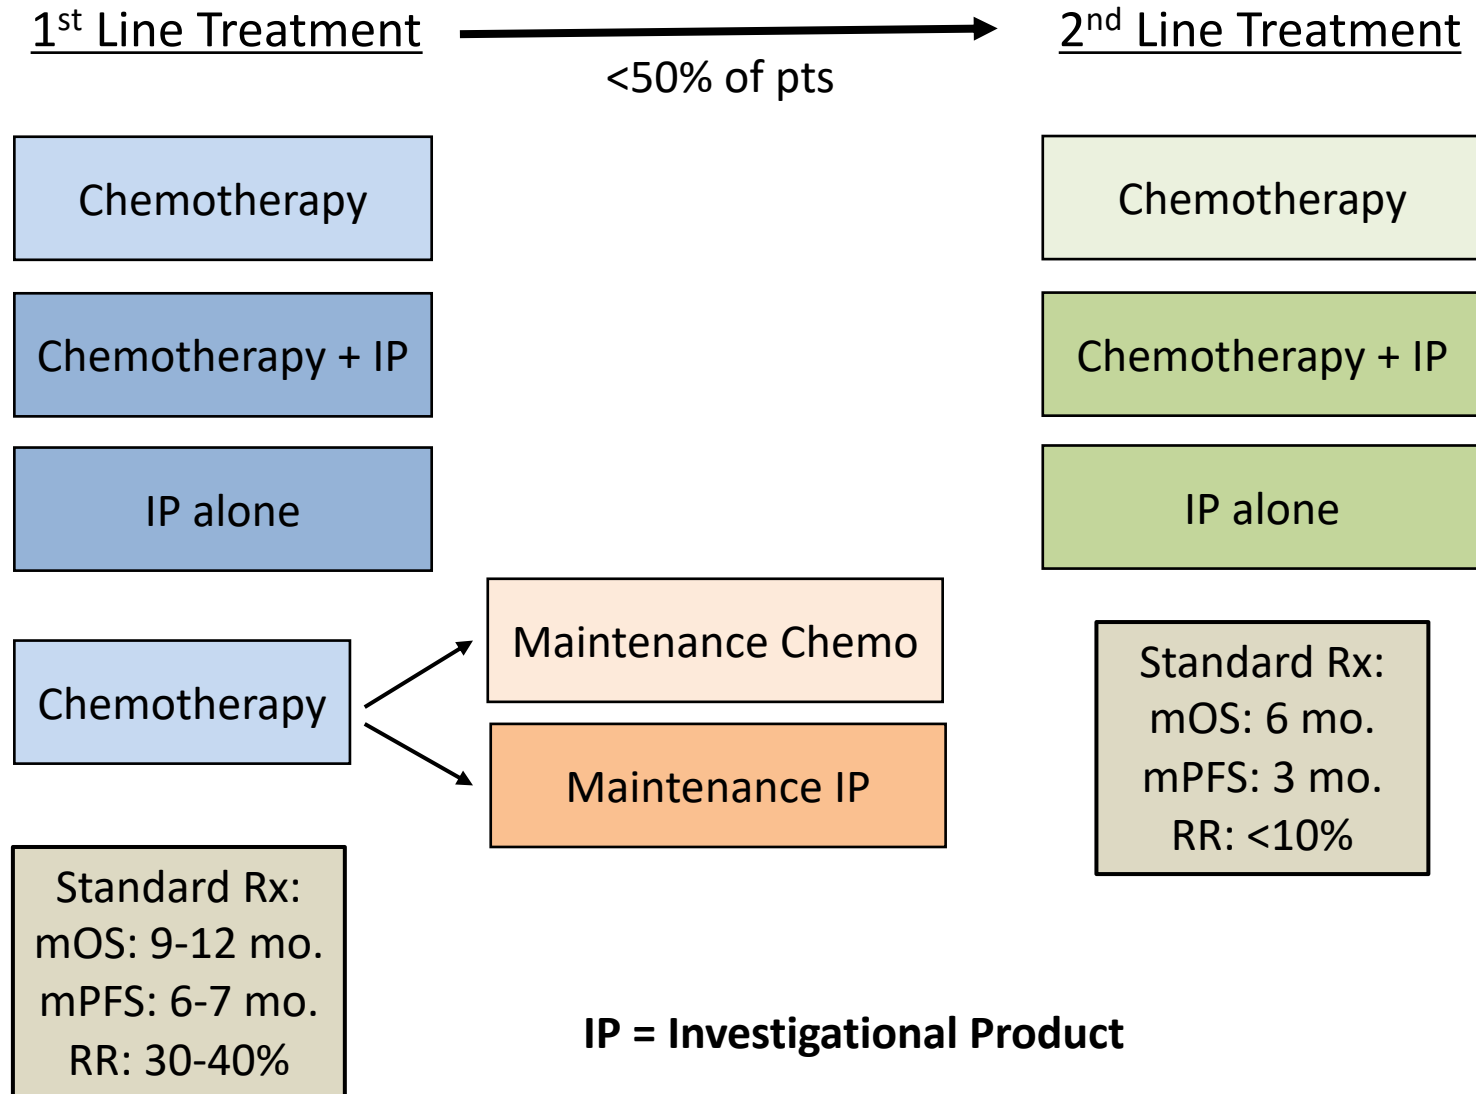 1st Line Treatment
<50% of pts
2nd Line Treatment
Chemotherapy
Chemotherapy + IP
IP alone
Chemotherapy
Maintenance Chemo
Maintenance IP
Standard Rx:
mOS: 9-12 mo.
mPFS: 6-7 mo.
RR: 30-40%
Chemotherapy
Chemotherapy + IP
IP alone
Standard Rx:
mOS: 6 mo.
mPFS: 3 mo.
RR: <10%
IP = Investigational Product